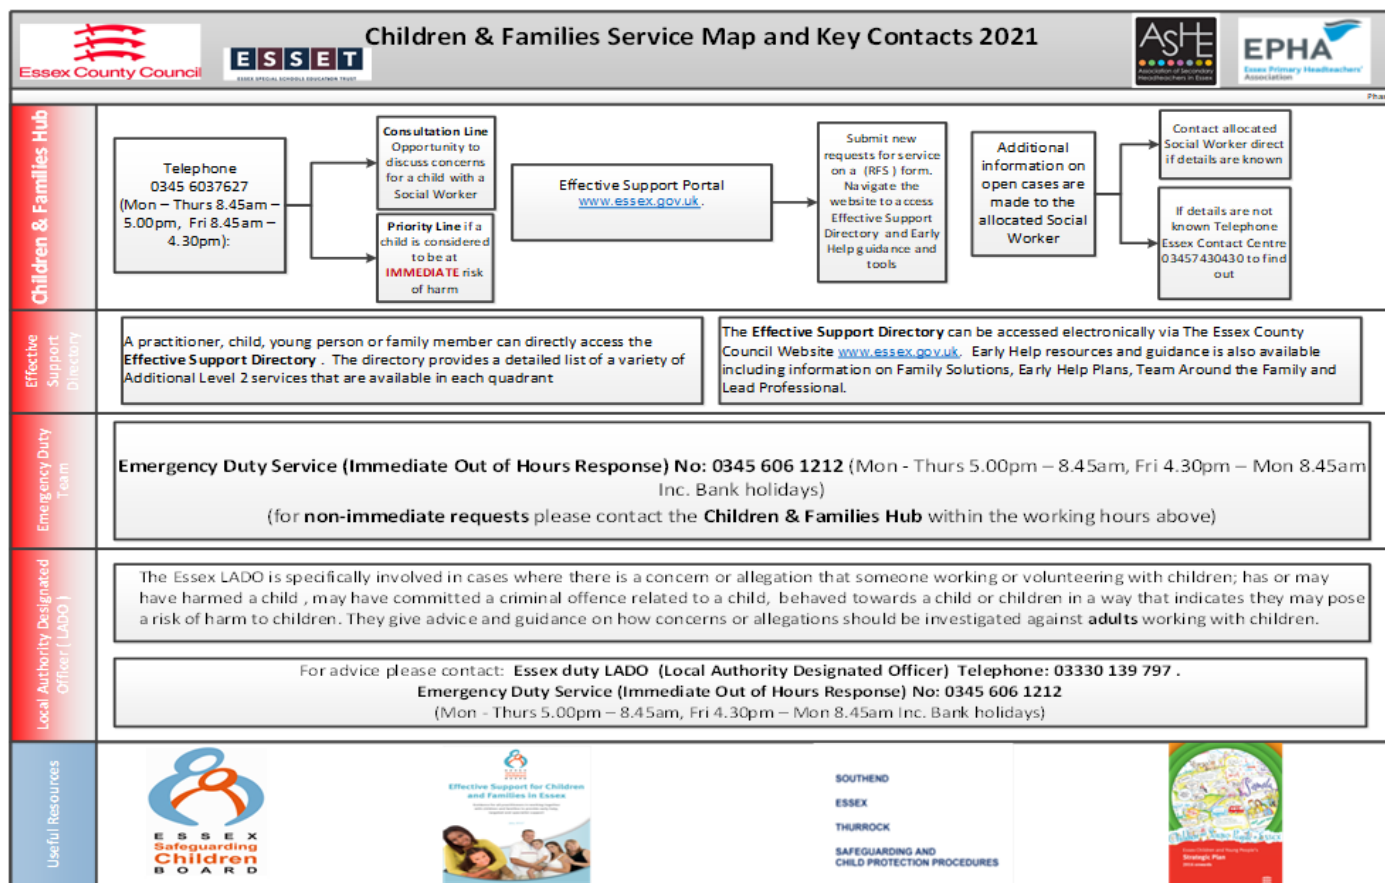 Essex County Council
ESSET
ESSEX SPECIAL SCHOOLS EDUCATION TRUST
Children & Families Service Map and Key Contacts 2021
ASHE
Association of Secondary
Headteachers in Essex
EPHA
Essex Primary Headteachers'
Association
Children & Families Hub
Telephone
0345 6037627
(Mon – Thurs 8.45am –
5.00pm, Fri 8.45am –
4.30pm):
Consultation Line
Opportunity to
discuss concerns
for a child with a
Social Worker
Priority Line if a
child is considered
to be at
IMMEDIATE risk
of harm
Effective Support Portal
www.essex.gov.uk .
Submit new
requests for service
on a (RFS ) form.
Navigate the
website to access
Effective Support
Directory and Early
Help guidance and
tools
Additional
information on
open cases are
made to the
allocated Social
Worker
Contact allocated
Social Worker direct
if details are known
If details are not
known Telephone
Essex Contact Centre
03457430430 to find
out
Effective
Support
Directory
A practitioner, child, young person or family member can directly access the
Effective Support Directory . The directory provides a detailed list of a variety of
Additional Level 2 services that are available in each quadrant
The Effective Support Directory can be accessed electronically via The Essex County
Council Website www.essex.gov.uk. Early Help resources and guidance is also available
including information on Family Solutions, Early Help Plans, Team Around the Family and
Lead Professional.
Emergency Duty
Team
Emergency Duty Service (Immediate Out of Hours Response) No: 0345 606 1212 (Mon - Thurs 5.00pm – 8.45am, Fri 4.30pm – Mon 8.45am
Inc. Bank holidays)
(for non-immediate requests please contact the Children & Families Hub within the working hours above)
Local Authority Designated
Officer ( LADO )
The Essex LADO is specifically involved in cases where there is a concern or allegation that someone working or volunteering with children; has or may
have harmed a child , may have committed a criminal offence related to a child, behaved towards a child or children in a way that indicates they may pose
a risk of harm to children. They give advice and guidance on how concerns or allegations should be investigated against adults working with children.
For advice please contact: Essex duty LADO (Local Authority Designated Officer) Telephone: 03330 139 797 .
Emergency Duty Service (Immediate Out of Hours Response) No: 0345 606 1212
(Mon - Thurs 5.00pm – 8.45am, Fri 4.30pm – Mon 8.45am Inc. Bank holidays)
Useful Resources
ESSEX
Safeguarding
Children
BOARD
Effective Support for Children
and Families in Essex
SOUTHEND
ESSEX
THURROCK
SAFEGUARDING AND
CHILD PROTECTION PROCEDURES
Essex Children and Young People's
Strategic Plan